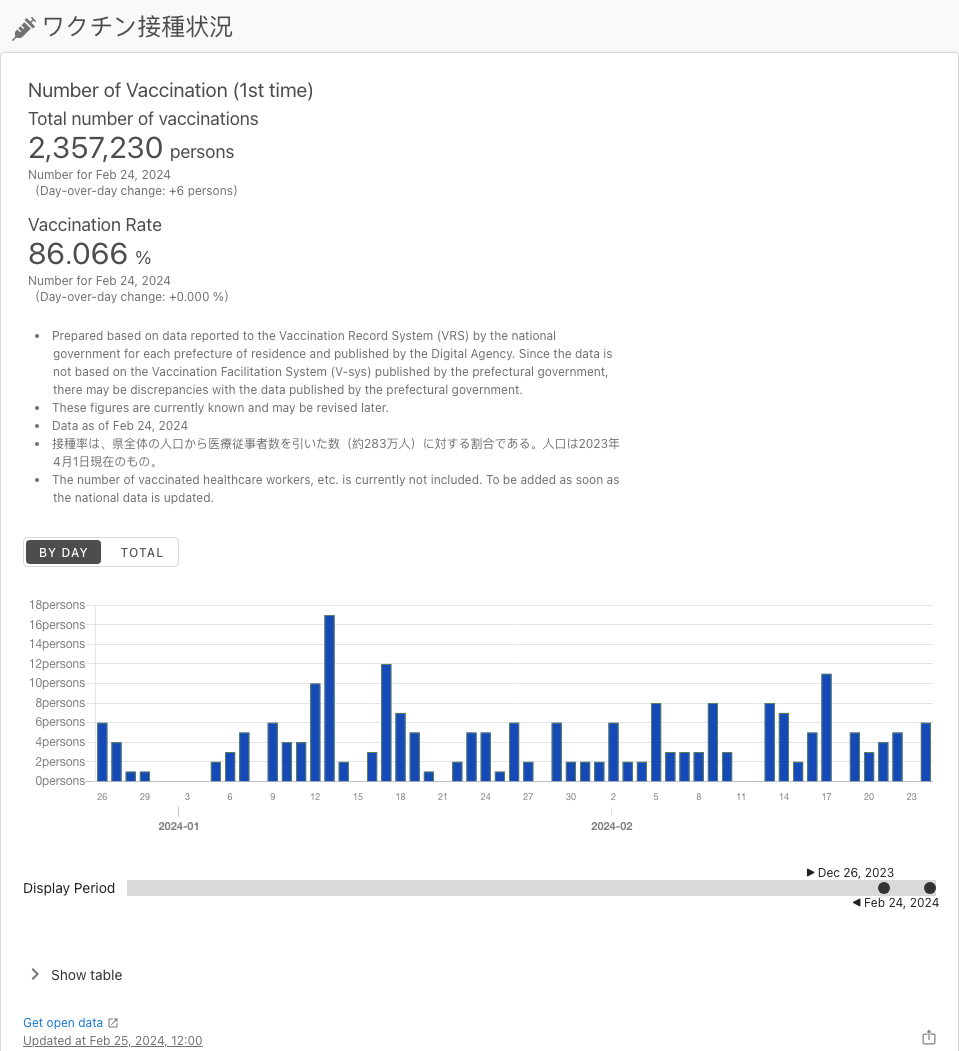 ワクチン接種状況
Number of Vaccination (1st time)
Total number of vaccinations
2,357,230 persons
Number for Feb 24, 2024
(Day-over-day change: +6 persons)
Vaccination Rate
86.066 %
Number for Feb 24, 2024
(Day-over-day change: +0.000 %)
• Prepared based on data reported to the Vaccination Record System (VRS) by the national
government for each prefecture of residence and published by the Digital Agency. Since the data is
not based on the Vaccination Facilitation System (V-sys) published by the prefectural government,
there may be discrepancies with the data published by the prefectural government.
• These figures are currently known and may be revised later.
• Data as of Feb 24, 2024
• 接種率は、県全体の人口から医療従事者数を引いた数（約283万人）に対する割合である。人口は2023年
4月1日現在のもの。
• The number of vaccinated healthcare workers, etc. is currently not included. To be added as soon as
the national data is updated.
BY DAY TOTAL
18persons
16persons
14persons
12persons
10persons
8persons
6persons
4persons
2persons
0persons
26 29 3 6 9 12 15 18 21 24 27 30 2 5 8 11 14 17 20 23
2024-01 2024-02
▶ Dec 26, 2023
Display Period
◀ Feb 24, 2024
Show table
Get open data
Updated at Feb 25, 2024, 12:00